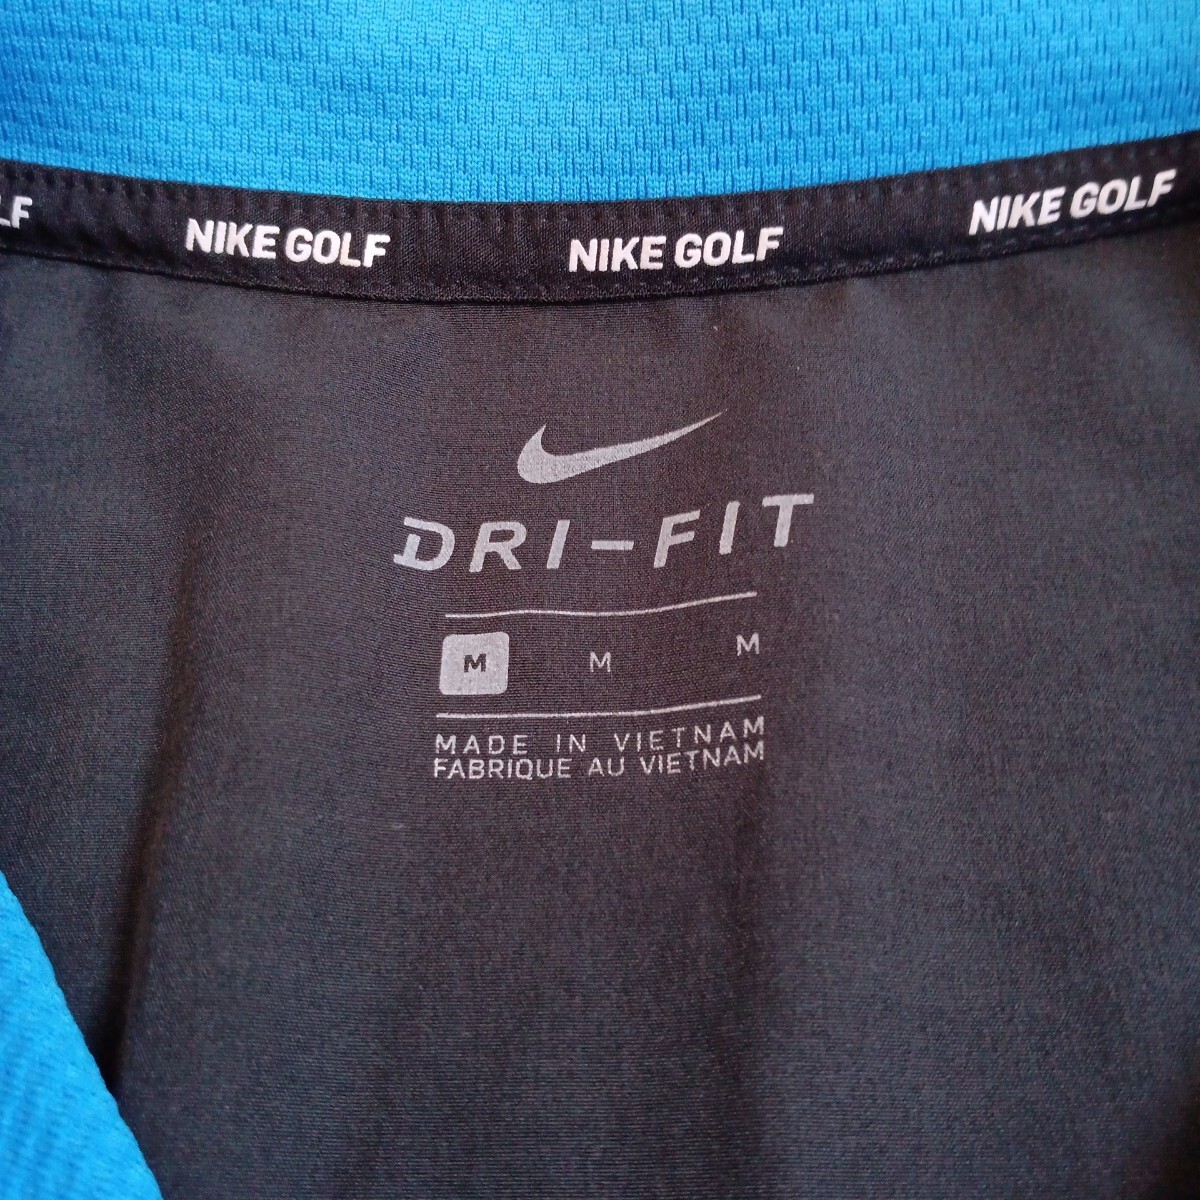 LF NIKE GOLF NIKE GOLF NIKE GOLF
DRI-FIT
M M M
MADE IN VIETNAM
FABRIQUE AU VIETNAM